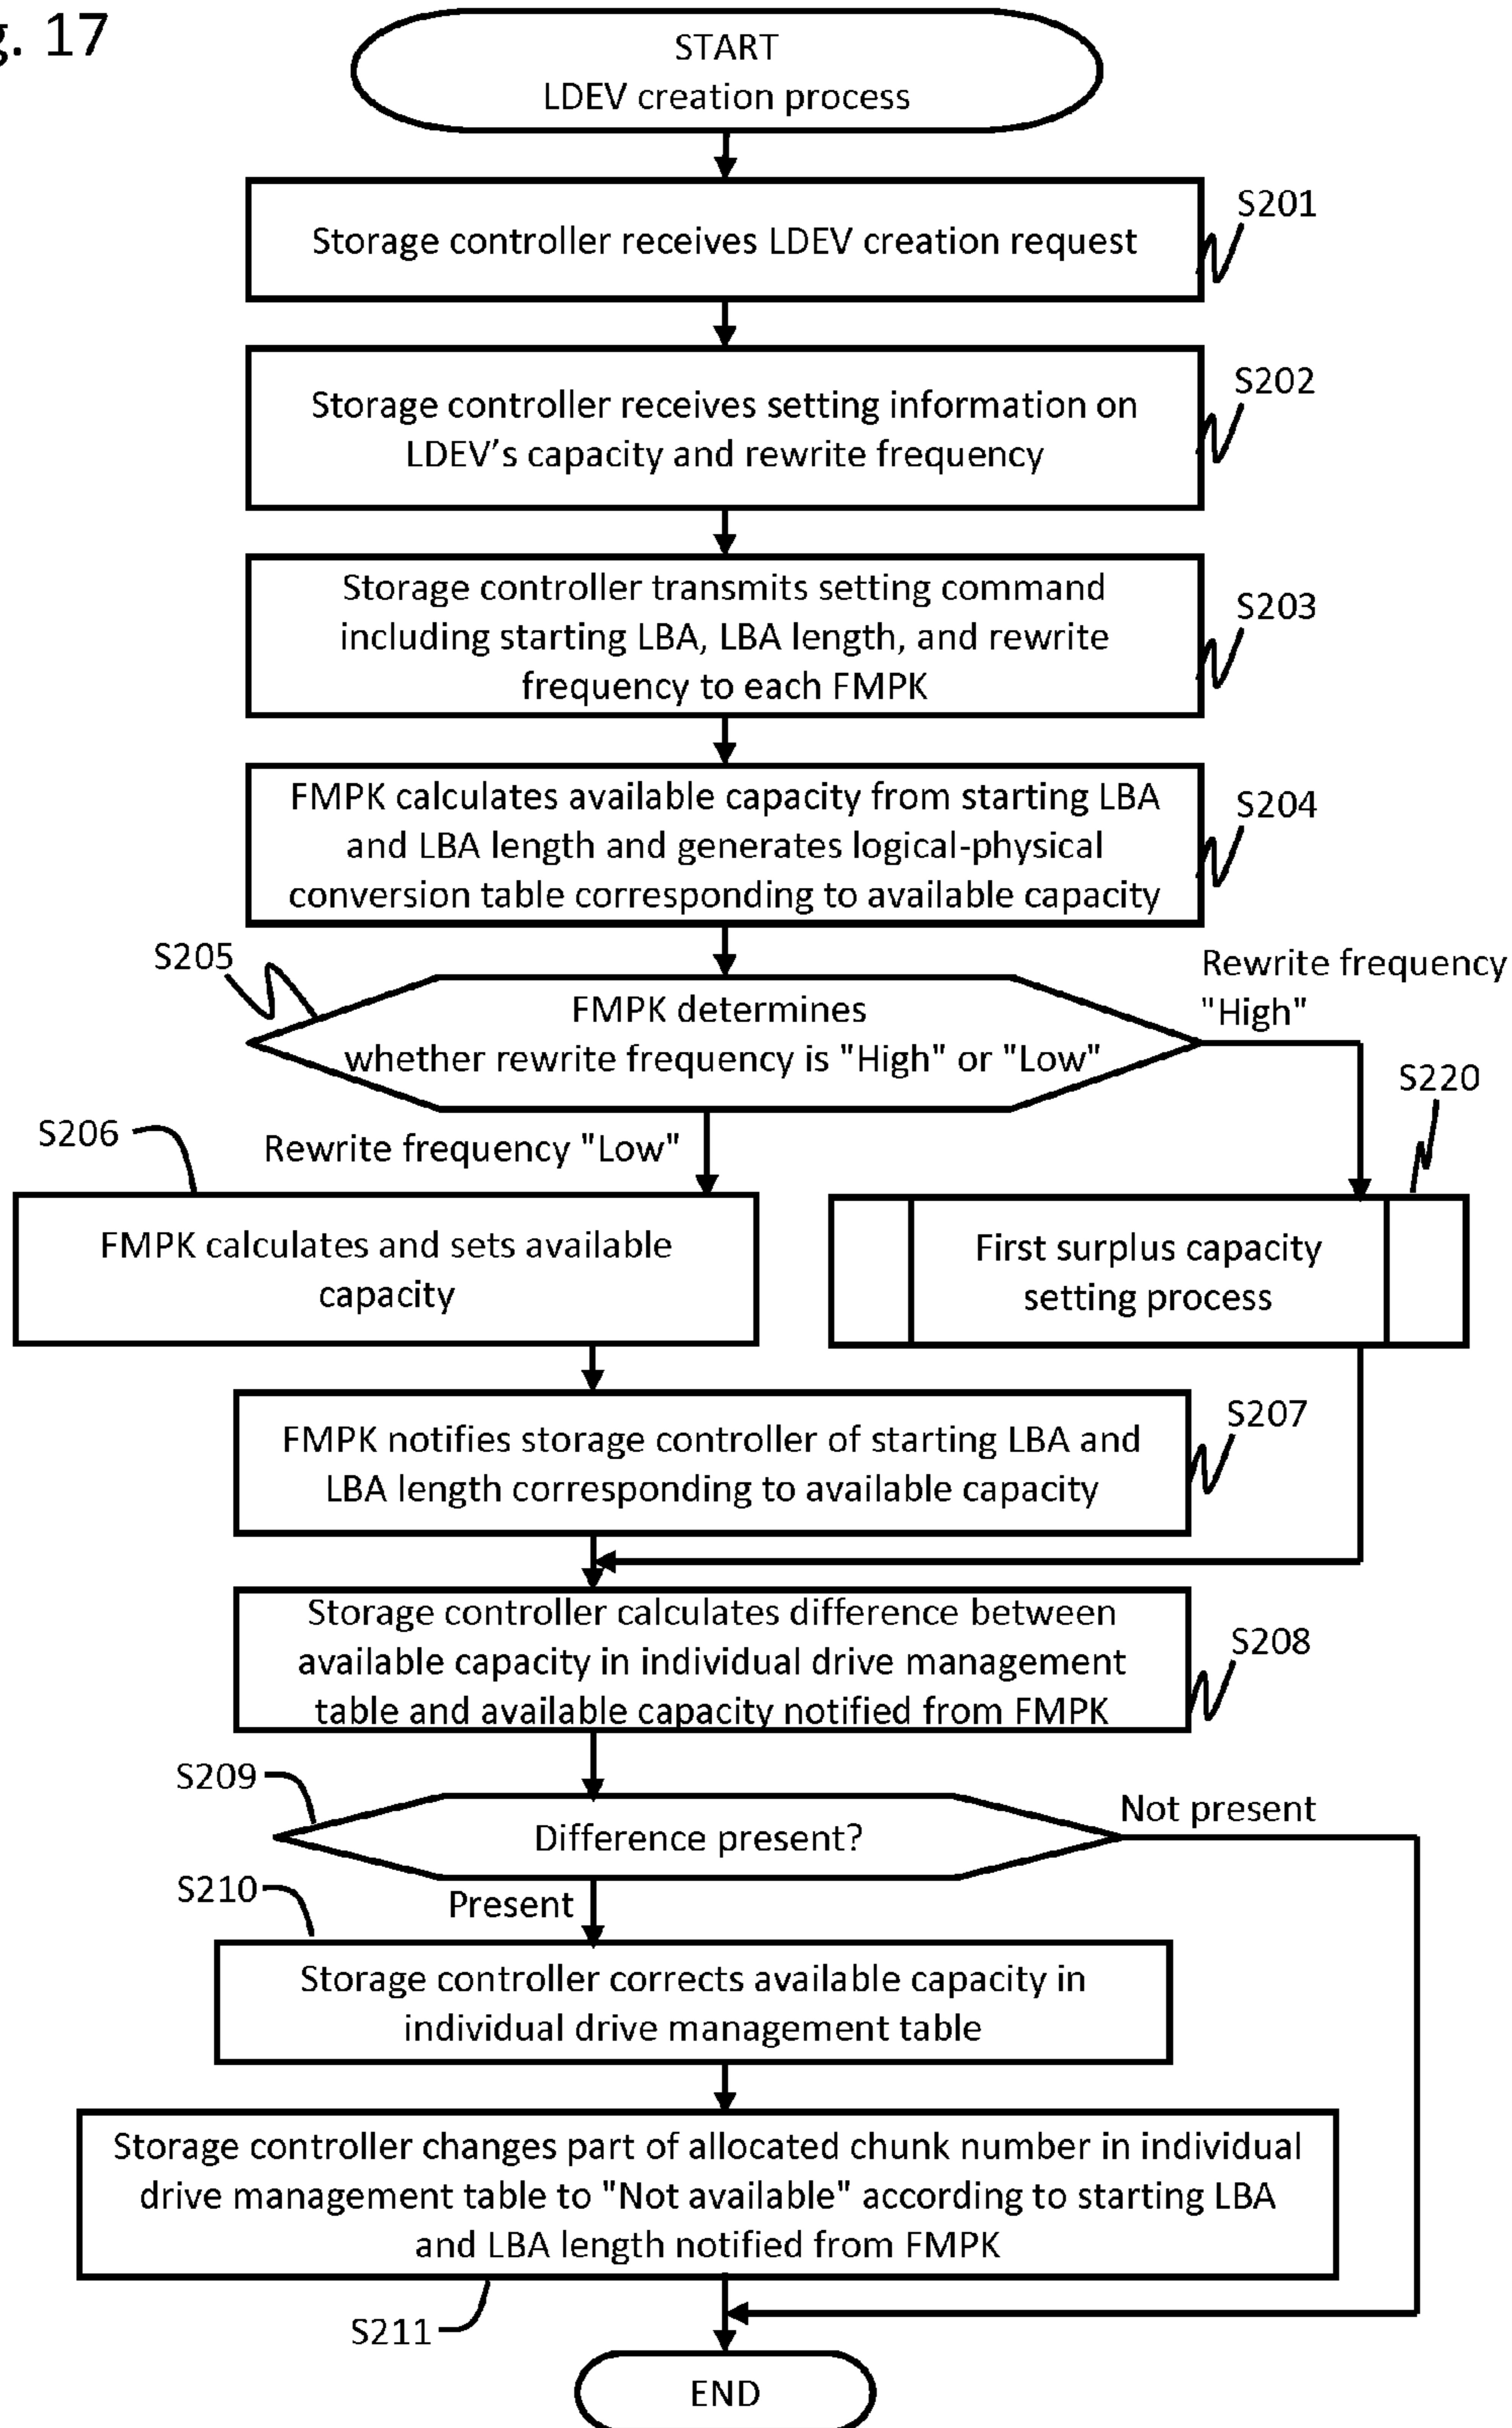 g. 17
START
LDEV creation process
Storage controller receives LDEV creation request
S201
Storage controller receives setting information on
LDEV's capacity and rewrite frequency
S202
Storage controller transmits setting command
including starting LBA, LBA length, and rewrite
frequency to each FMPK
S203
FMPK calculates available capacity from starting LBA
and LBA length and generates logical-physical
conversion table corresponding to available capacity
S204
S205
FMPK determines
whether rewrite frequency is "High" or "Low"
Rewrite frequency
"High"
S206
Rewrite frequency "Low"
S220
FMPK calculates and sets available
capacity
First surplus capacity
setting process
FMPK notifies storage controller of starting LBA and
LBA length corresponding to available capacity
S207
Storage controller calculates difference between
available capacity in individual drive management
table and available capacity notified from FMPK
S208
S209
Difference present?
Not present
S210
Present
Storage controller corrects available capacity in
individual drive management table
Storage controller changes part of allocated chunk number in individual
drive management table to "Not available" according to starting LBA
and LBA length notified from FMPK
S211
END